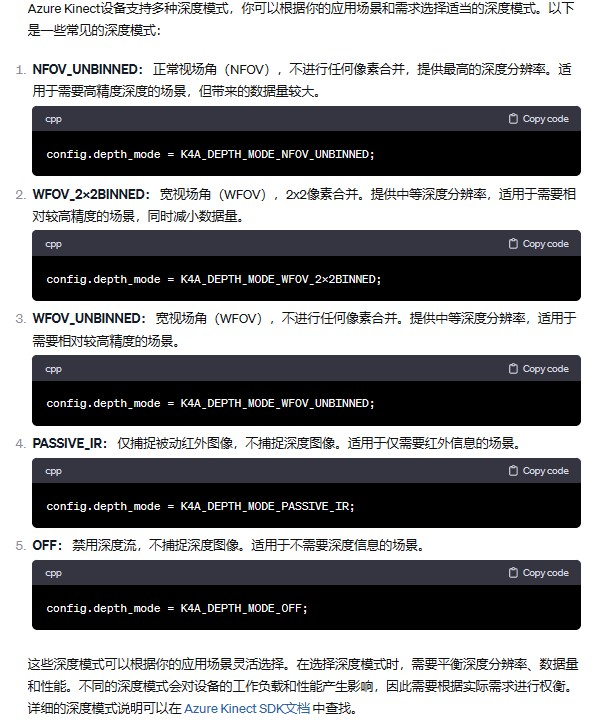 Azure Kinect设备支持多种深度模式，你可以根据你的应用场景和需求选择适当的深度模式。以下
是一些常见的深度模式：
1. NFOV_UNBINNED： 正常视场角（NFOV），不进行任何像素合并，提供最高的深度分辨率。适
用于需要高精度深度的场景，但带来的数据量较大。
cpp Copy code
config.depth_mode = K4A_DEPTH_MODE_NFOV_UNBINNED;
2. WFOV_2×2BINNED： 宽视场角（WFOV），2x2像素合并。提供中等深度分辨率，适用于需要相
对较高精度的场景，同时减小数据量。
cpp Copy code
config.depth_mode = K4A_DEPTH_MODE_WFOV_2×2BINNED;
3. WFOV_UNBINNED： 宽视场角（WFOV），不进行任何像素合并。提供中等深度分辨率，适用于
需要相对较高精度的场景。
cpp Copy code
config.depth_mode = K4A_DEPTH_MODE_WFOV_UNBINNED;
4. PASSIVE_IR： 仅捕捉被动红外图像，不捕捉深度图像。适用于仅需要红外信息的场景。
cpp Copy code
config.depth_mode = K4A_DEPTH_MODE_PASSIVE_IR;
5. OFF： 禁用深度流，不捕捉深度图像。适用于不需要深度信息的场景。
cpp Copy code
config.depth_mode = K4A_DEPTH_MODE_OFF;
这些深度模式可以根据你的应用场景灵活选择。在选择深度模式时，需要平衡深度分辨率、数据量
和性能。不同的深度模式会对设备的工作负载和性能产生影响，因此需要根据实际需求进行权衡。
详细的深度模式说明可以在 Azure Kinect SDK文档 中查找。